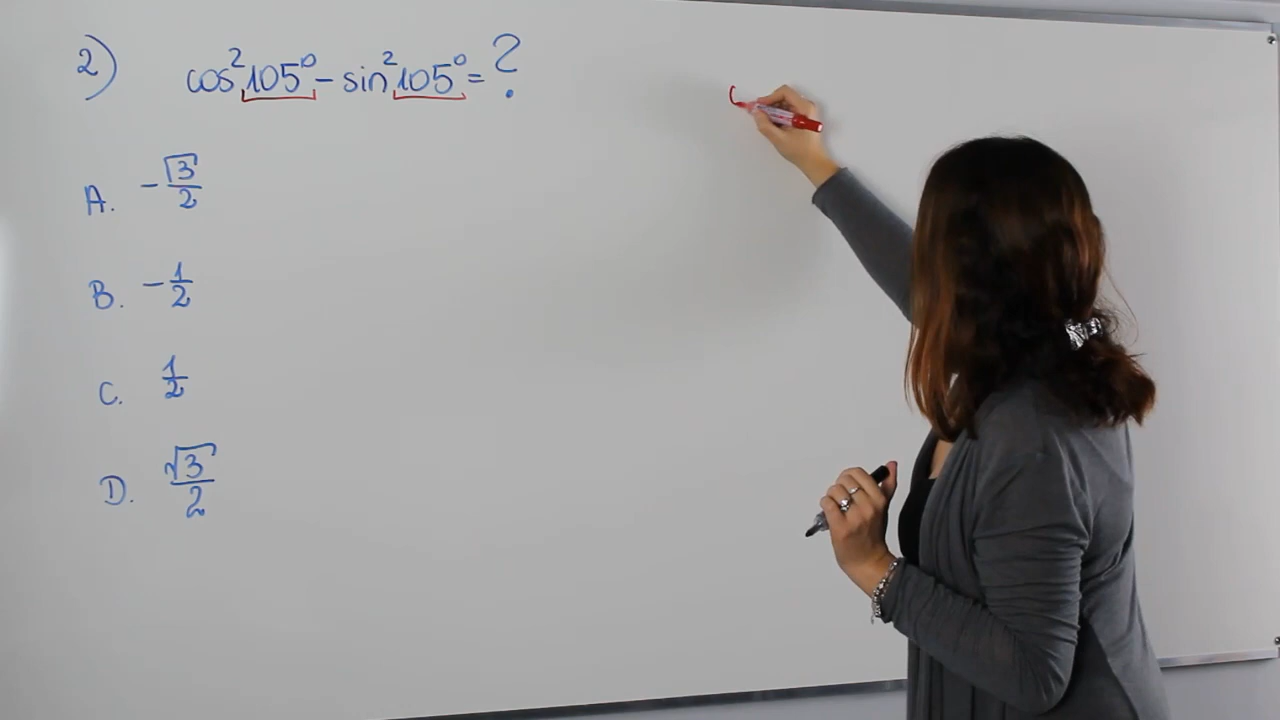 2) cos²105° - sin²105° = ?
A. -√3/2
B. -1/2
C. 1/2
D. √3/2